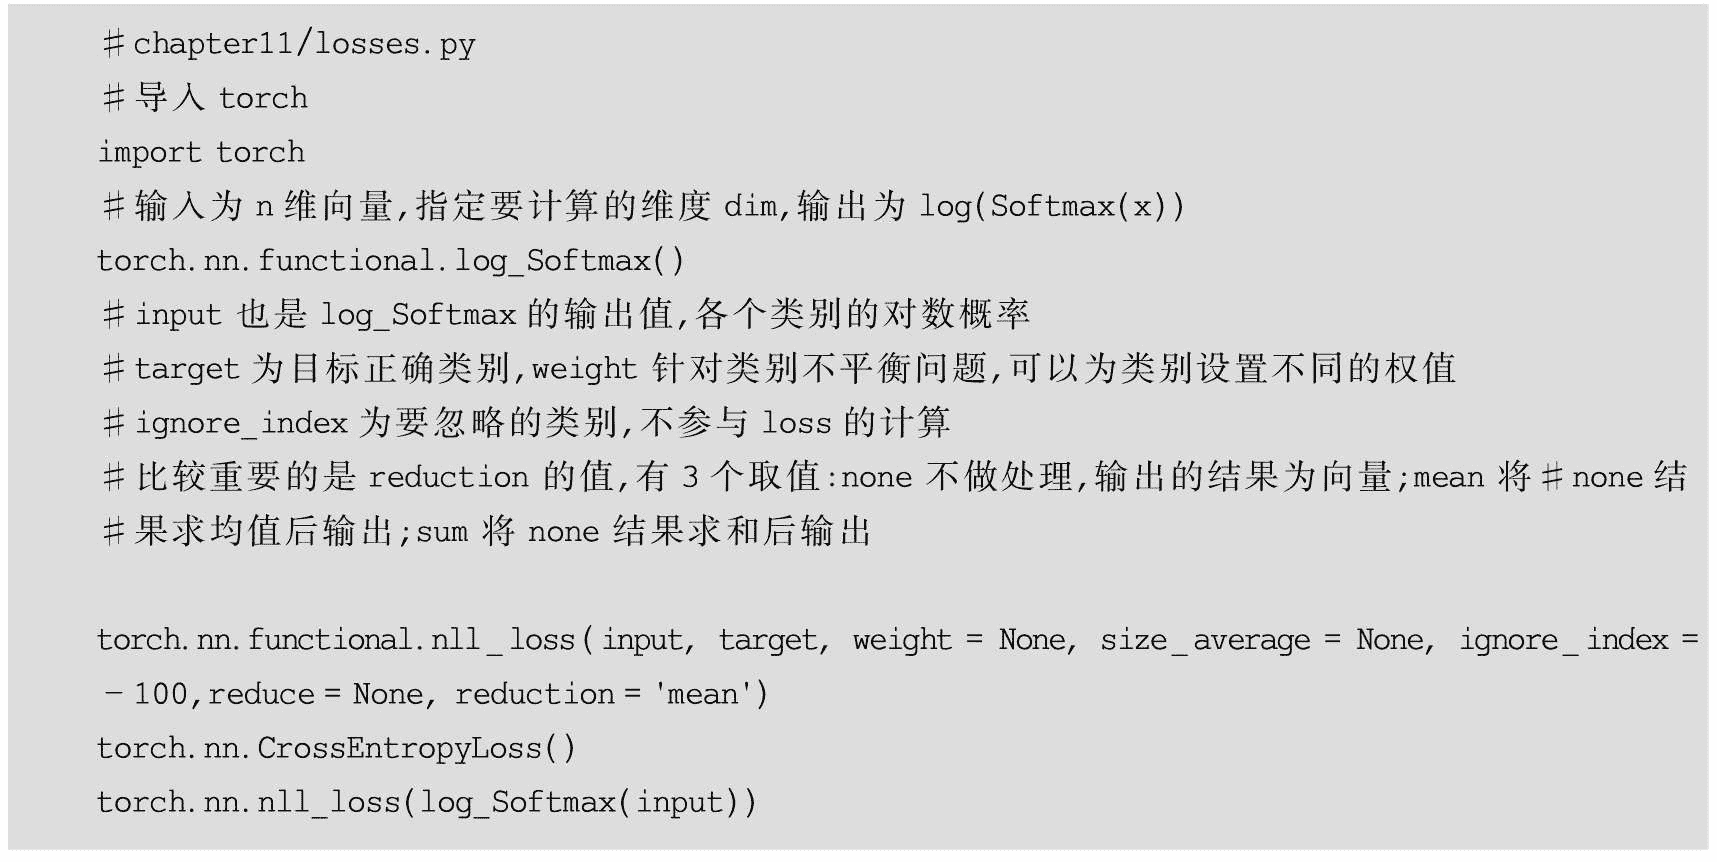 #chapter11/losses.py
#导入 torch
import torch
#输入为 n 维向量,指定要计算的维度 dim,输出为 log(Softmax(x))
torch.nn.functional.log_Softmax()
#input 也是 log_Softmax 的输出值,各个类别的对数概率
#target 为目标正确类别,weight 针对类别不平衡问题,可以为类别设置不同的权值
#ignore_index 为要忽略的类别,不参与 loss 的计算
#比较重要的是 reduction 的值,有 3 个取值:none 不做处理,输出的结果为向量;mean 将#none 结
#果求均值后输出;sum 将 none 结果求和后输出
torch.nn.functional.nll_loss(input, target, weight = None, size_average = None, ignore_index =
-100,reduce = None, reduction = 'mean')
torch.nn.CrossEntropyLoss()
torch.nn.nll_loss(log_Softmax(input))